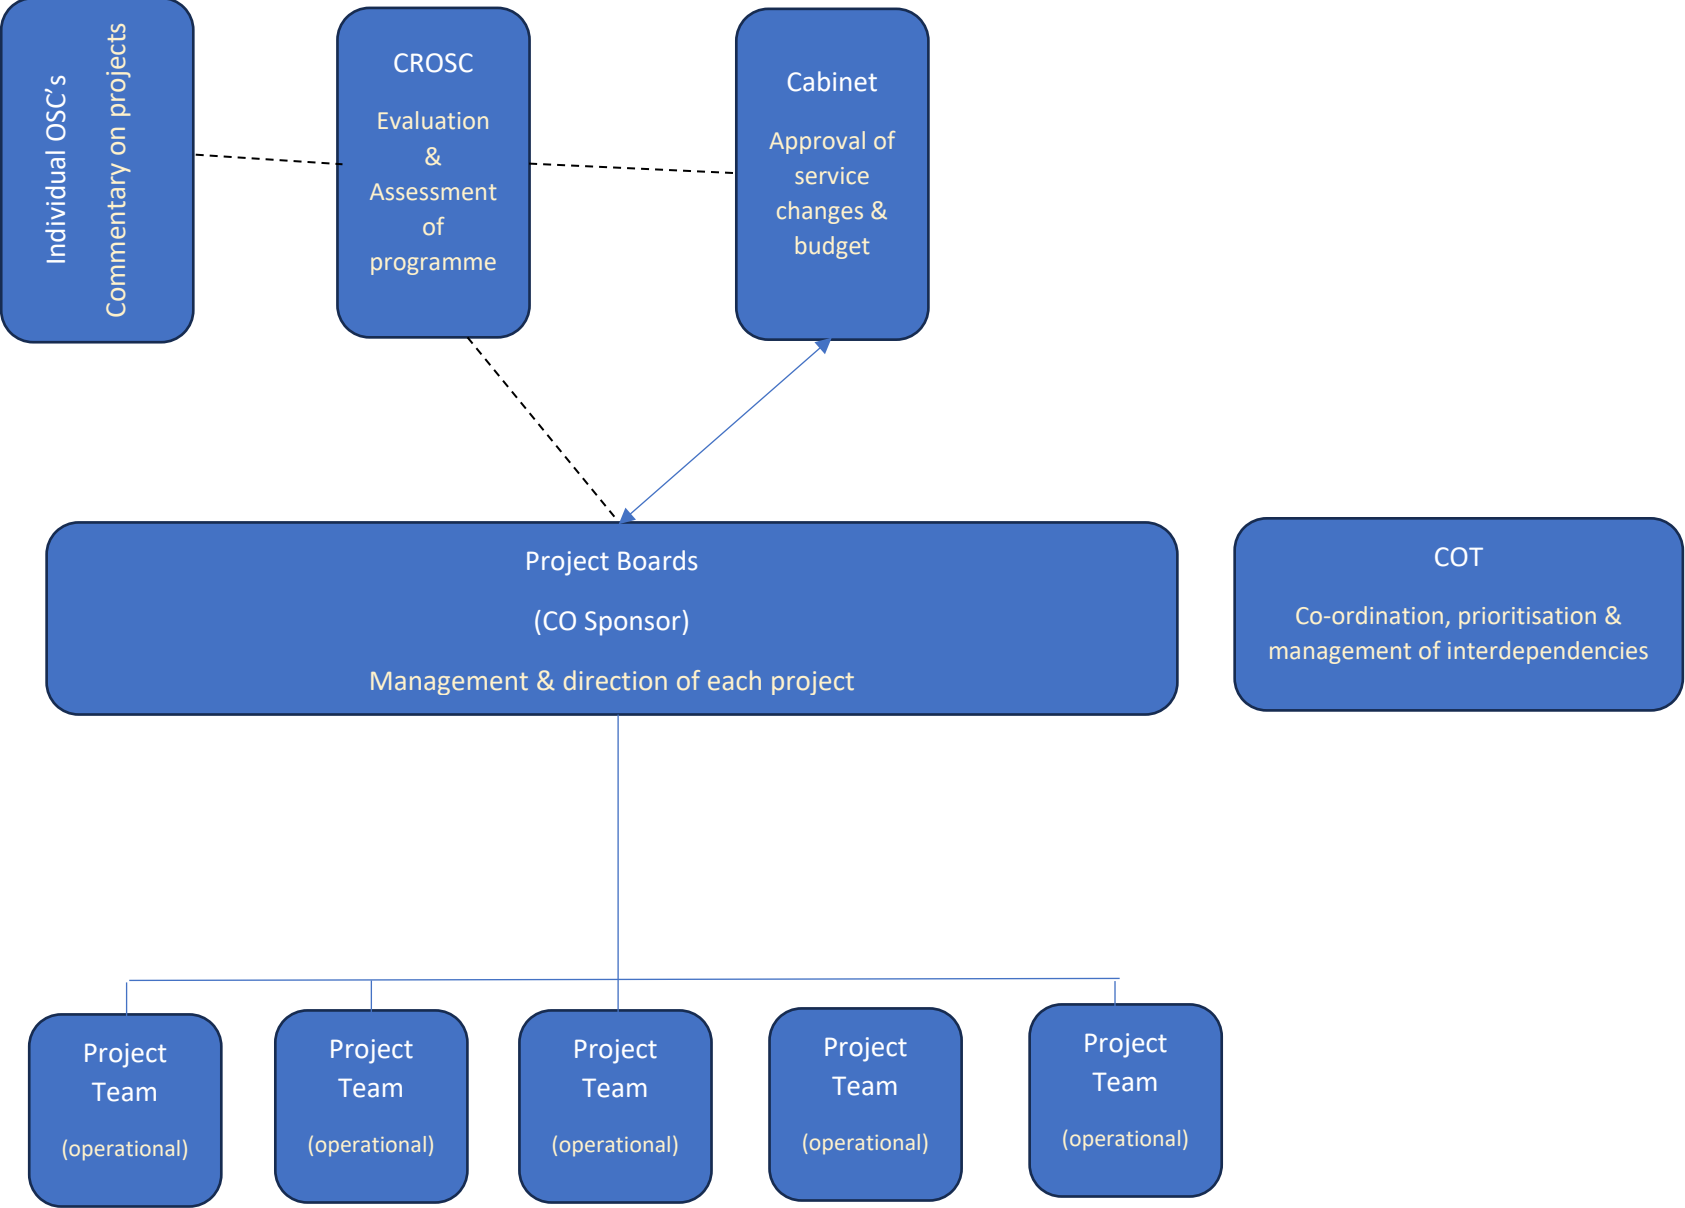 Individual OSC’s
Commentary on projects
CROSC
Evaluation
&
Assessment
of
programme
Cabinet
Approval of
service
changes &
budget
Project Boards
(CO Sponsor)
Management & direction of each project
COT
Co-ordination, prioritisation &
management of interdependencies
Project
Team
(operational)
Project
Team
(operational)
Project
Team
(operational)
Project
Team
(operational)
Project
Team
(operational)